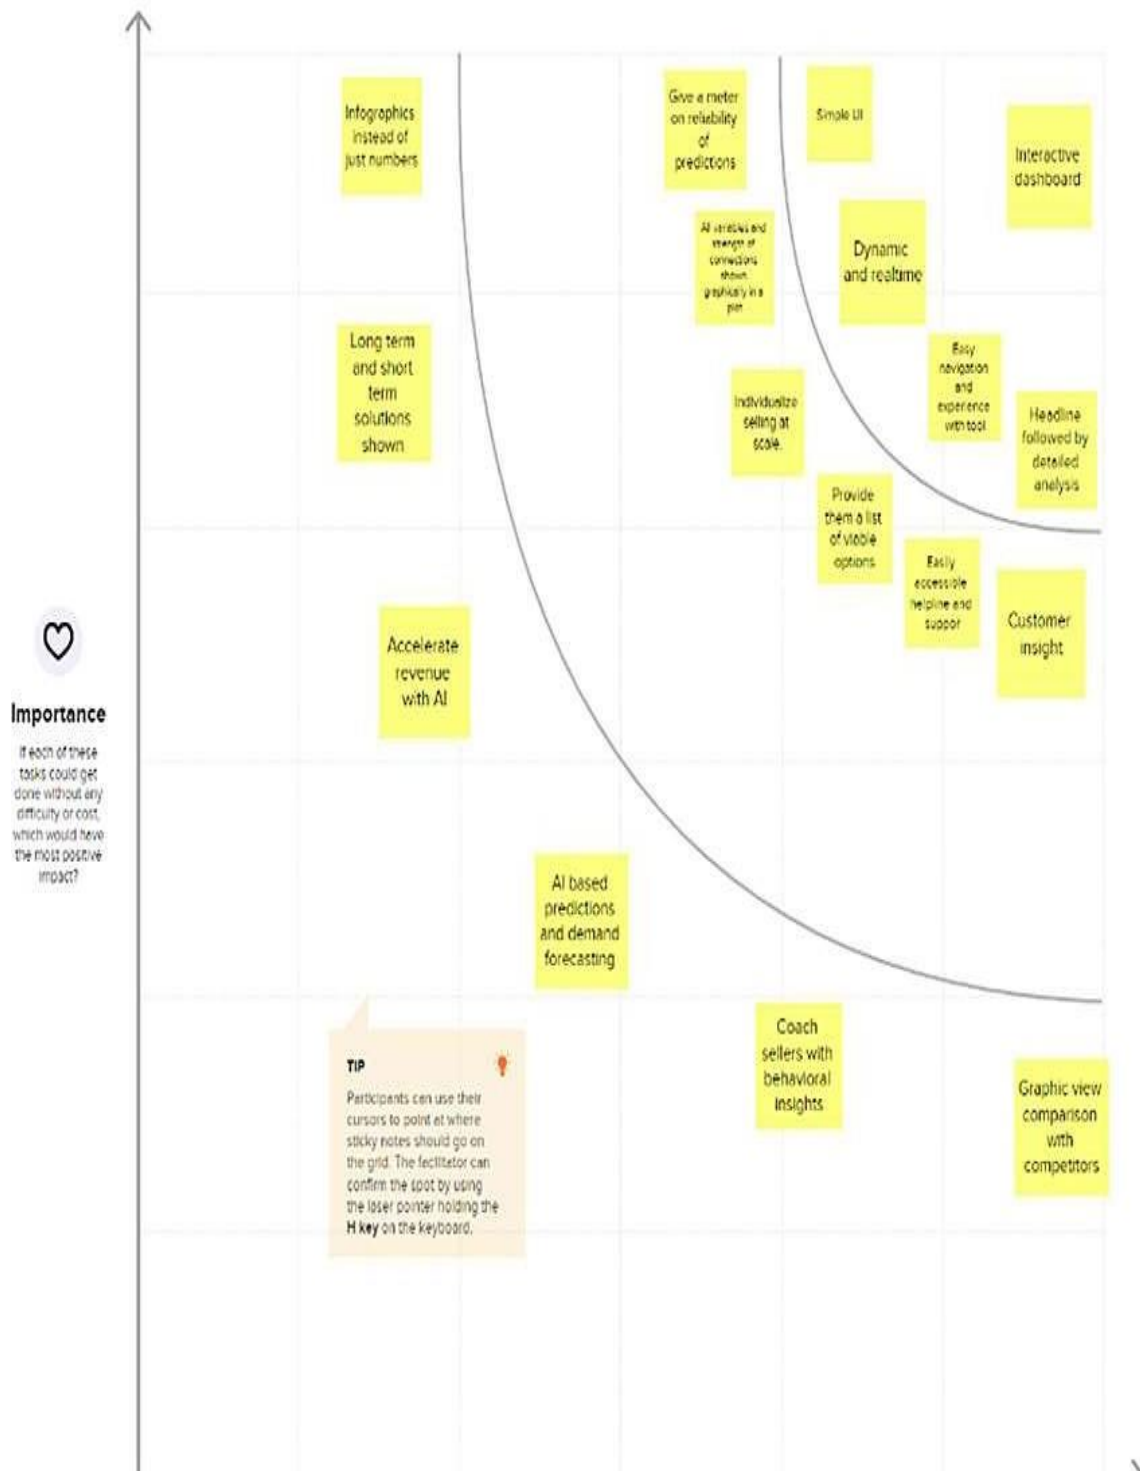 Infographics
instead of
just numbers
Give a meter
on reliability
of
predictions
Simple UI
Interactive
dashboard
All variables and
strength of
connections
shown
graphically in a
plot
Dynamic
and realtime
Long term
and short
term
solutions
shown
Individualize
selling at
scale.
Easy
navigation
and
experience
with tool
Headline
followed by
detailed
analysis
Provide
them a list
of viable
options
Easily
accessible
helpline and
suppor
Customer
insight
Accelerate
revenue
with AI
Importance
If each of these
tasks could get
done without any
difficulty or cost,
which would have
the most positive
impact?
AI based
predictions
and demand
forecasting
Coach
sellers with
behavioral
insights
Graphic view
comparison
with
competitors
TIP
Participants can use their
cursors to point at where
sticky notes should go on
the grid. The facilitator can
confirm the spot by using
the laser pointer holding the
H key on the keyboard.